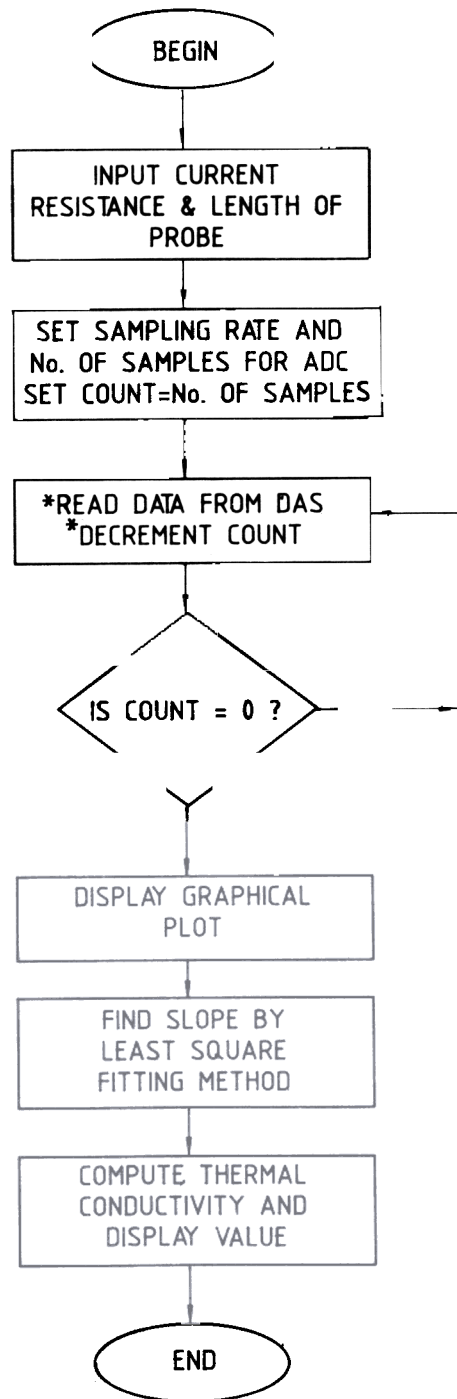 BEGIN
INPUT CURRENT
RESISTANCE & LENGTH OF
PROBE
SET SAMPLING RATE AND
No. OF SAMPLES FOR ADC
SET COUNT=No. OF SAMPLES
*READ DATA FROM DAS
*DECREMENT COUNT
IS COUNT = 0 ?
DISPLAY GRAPHICAL
PLOT
FIND SLOPE BY
LEAST SQUARE
FITTING METHOD
COMPUTE THERMAL
CONDUCTIVITY AND
DISPLAY VALUE
END